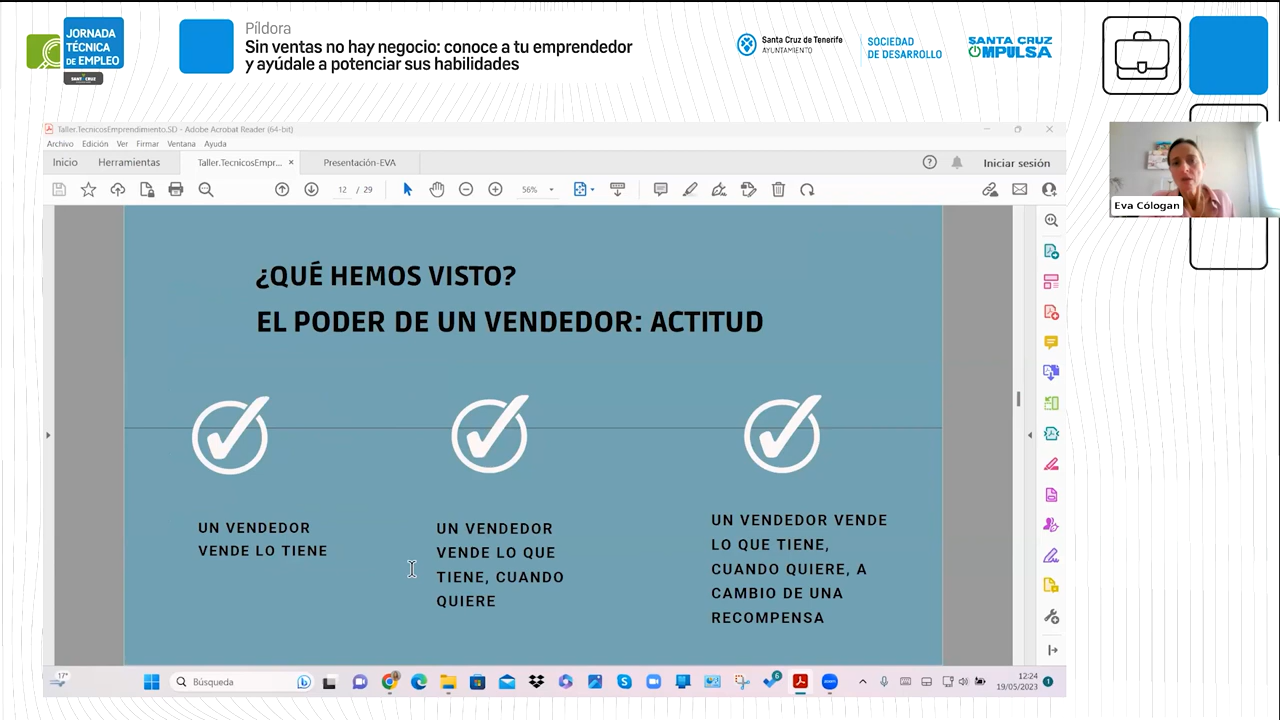 JORNADA
TÉCNICA
DE EMPLEO
Píldora
Sin ventas no hay negocio: conoce a tu emprendedor
y ayúdale a potenciar sus habilidades
Santa Cruz de Tenerife
AYUNTAMIENTO
SOCIEDAD
DE DESARROLLO
SANTA CRUZ
MPULSA
Taller.TecnicosEmprendimiento.SD - Adobe Acrobat Reader (64-bit)
Archivo Edición Ver Firmar Ventana Ayuda
Inicio Herramientas Taller.TecnicosEmpr... × Presentación-EVA Iniciar sesión
12 / 29 56%
Eva Cólogan
¿QUÉ HEMOS VISTO?
EL PODER DE UN VENDEDOR: ACTITUD
UN VENDEDOR
VENDE LO TIENE
UN VENDEDOR
VENDE LO QUE
TIENE, CUANDO
QUIERE
UN VENDEDOR VENDE
LO QUE TIENE,
CUANDO QUIERE, A
CAMBIO DE UNA
RECOMPENSA
17°
Búsqueda
6
12:24
19/05/2023
1